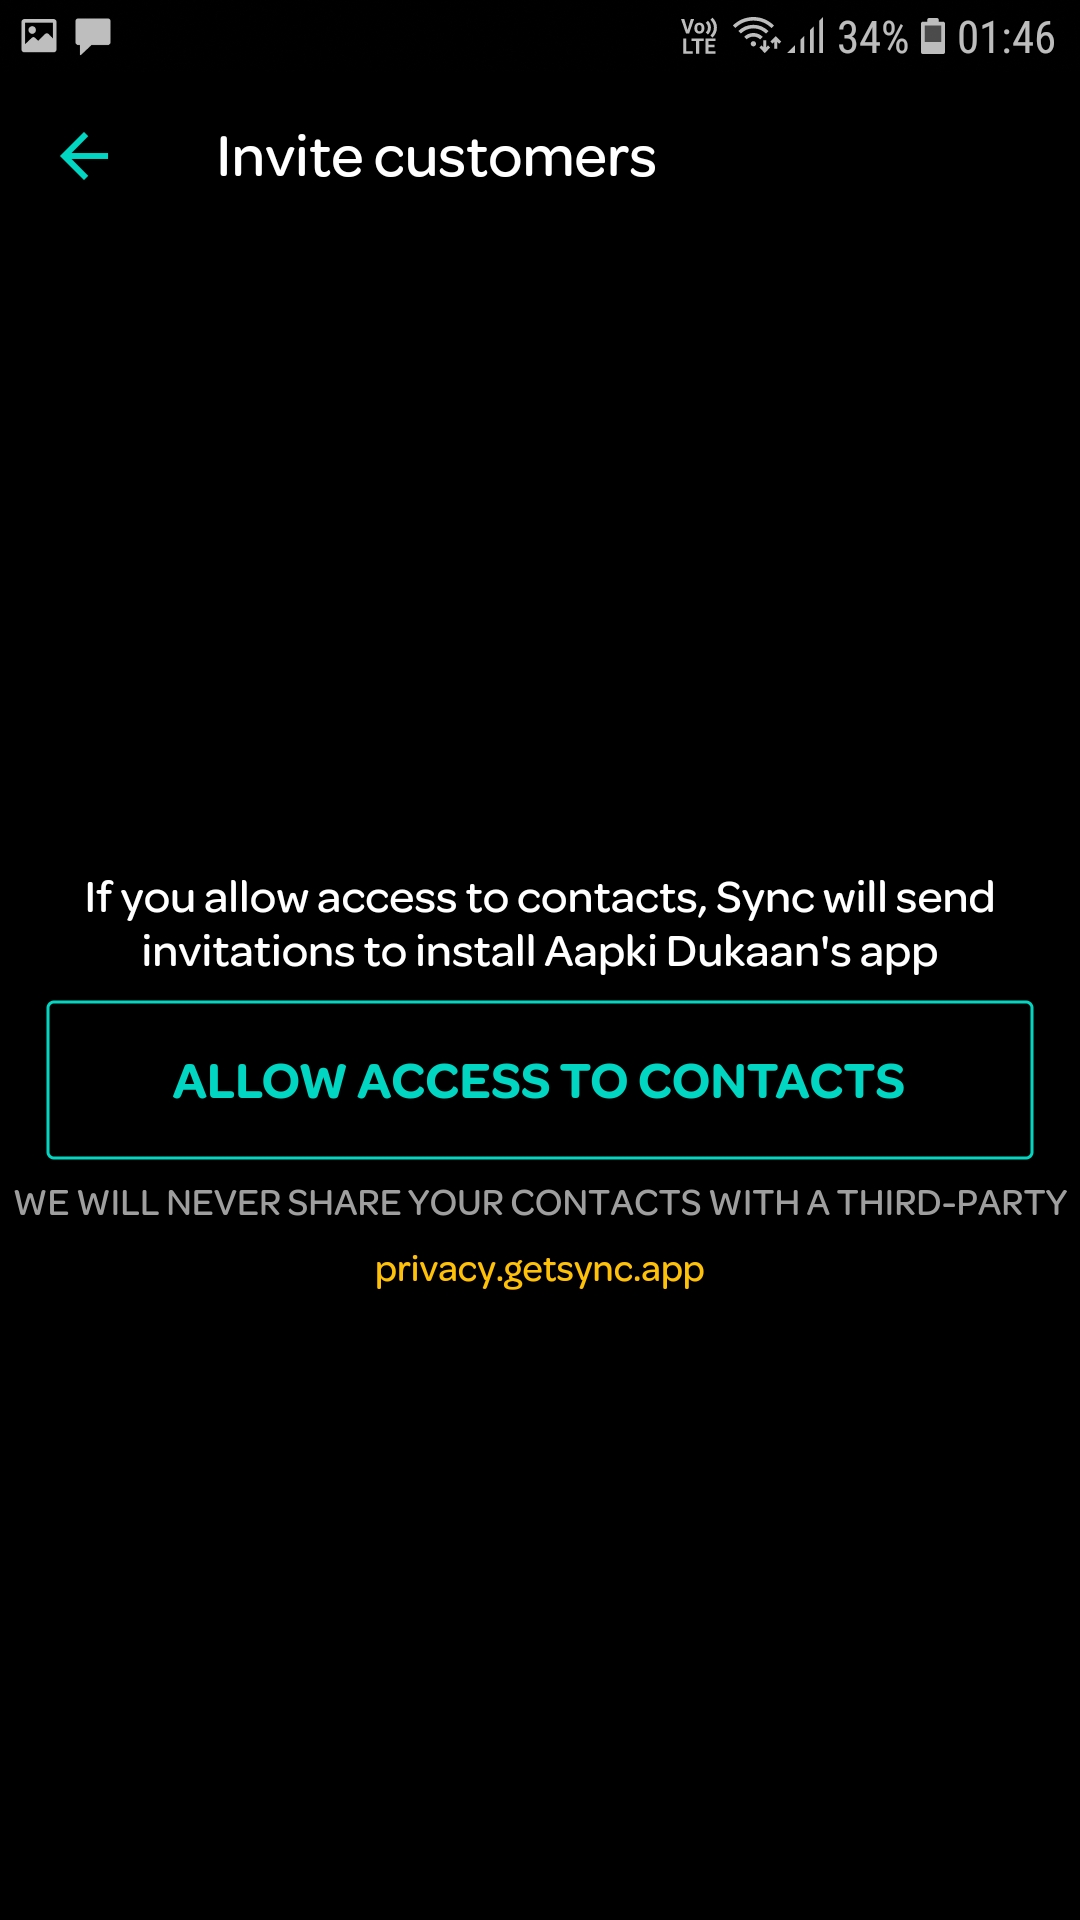 Vo)) LTE 34% 01:46
Invite customers
If you allow access to contacts, Sync will send
invitations to install Aapki Dukaan's app
ALLOW ACCESS TO CONTACTS
WE WILL NEVER SHARE YOUR CONTACTS WITH A THIRD-PARTY
privacy.getsync.app